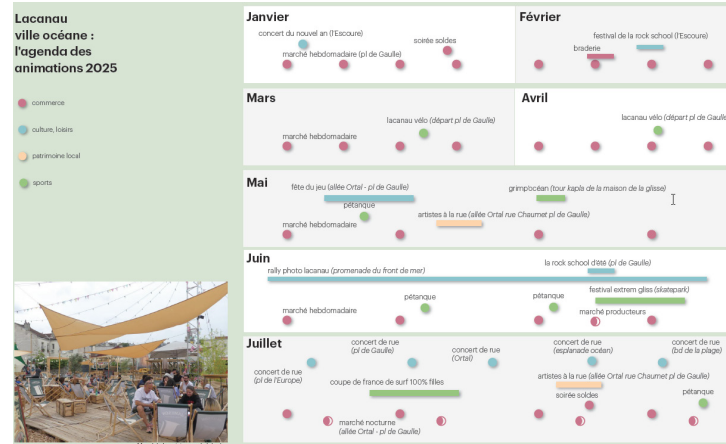 Lacanau
ville océane :
l'agenda des
animations 2025
commerce
culture, loisirs
patrimoine local
sports
Janvier
concert du nouvel an (l'Escoure)
soirée soldes
marché hebdomadaire (pl de Gaulle)
Février
festival de la rock school (l'Escoure)
braderie
Mars
lacanau vélo (départ pl de Gaulle)
marché hebdomadaire
Avril
lacanau vélo (départ pl de Gaulle
Mai
fête du jeu (allée Ortal - pl de Gaulle)
grimp'océan (tour kapla de la maison de la glisse)
pétanque
artistes à la rue (allée Ortal rue Chaumet pl de Gaulle)
marché hebdomadaire
Juin
la rock school d'été (pl de Gaulle)
rally photo lacanau (promenade du front de mer)
festival extrem gliss (skatepark)
pétanque
pétanque
marché hebdomadaire
marché producteurs
Juillet
concert de rue
(pl de Gaulle)
concert de rue
(Ortal)
concert de rue
(esplanade océan)
concert de rue
(bd de la plage)
concert de rue
(pl de l'Europe)
coupe de france de surf 100% filles
artistes à la rue (allée Ortal rue Chaumet pl de Gaulle)
soirée soldes
pétanque
marché nocturne
(allée Ortal - pl de Gaulle)